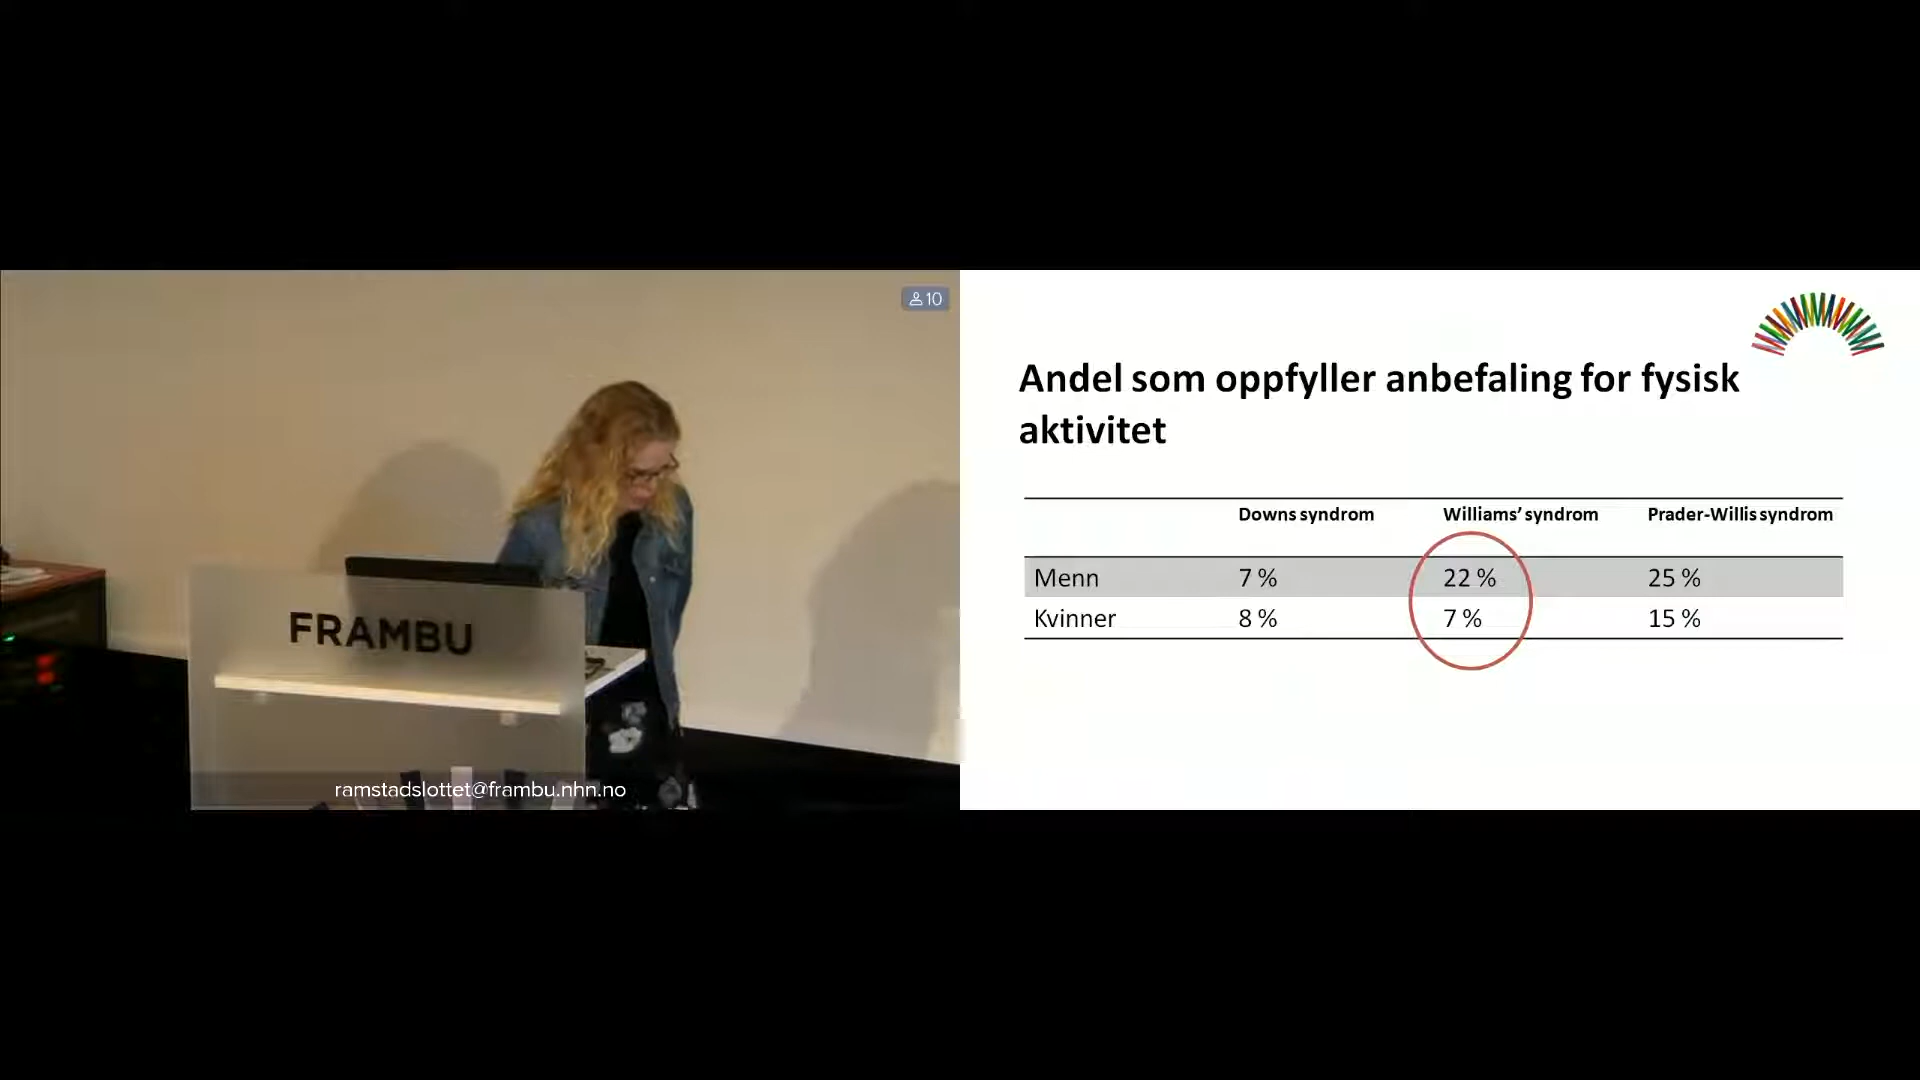 10
FRAMBU
ramstadslottet@frambu.nhn.no
Andel som oppfyller anbefaling for fysisk
aktivitet
Downs syndrom Williams’ syndrom Prader-Willis syndrom
Menn 7 % 22 % 25 %
Kvinner 8 % 7 % 15 %